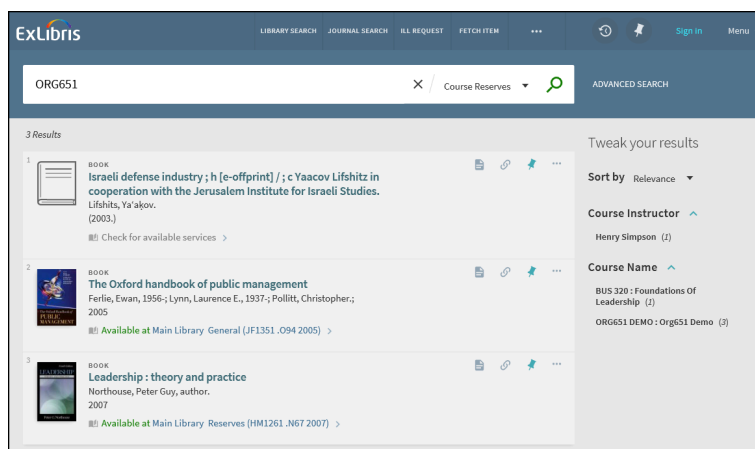 ExLibris
LIBRARY SEARCH
JOURNAL SEARCH
ILL REQUEST
FETCH ITEM
Sign in
Menu
ORG651
Course Reserves
ADVANCED SEARCH
3 Results
1
BOOK
Israeli defense industry ; h [e-offprint] / ; c Yaacov Lifshitz in
cooperation with the Jerusalem Institute for Israeli Studies.
Lifshits, Ya'aḳov.
(2003.)
Check for available services
2
BOOK
The Oxford handbook of public management
Ferlie, Ewan, 1956-; Lynn, Laurence E., 1937-; Pollitt, Christopher.;
2005
PUBLIC
MANAGEMENT
Available at Main Library General (JF1351 .O94 2005)
3
BOOK
Leadership : theory and practice
Northouse, Peter Guy, author.
2007
LEADERSHIP
Available at Main Library Reserves (HM1261 .N67 2007)
Tweak your results
Sort by Relevance
Course Instructor
Henry Simpson (1)
Course Name
BUS 320 : Foundations Of
Leadership (1)
ORG651 DEMO : Org651 Demo (3)